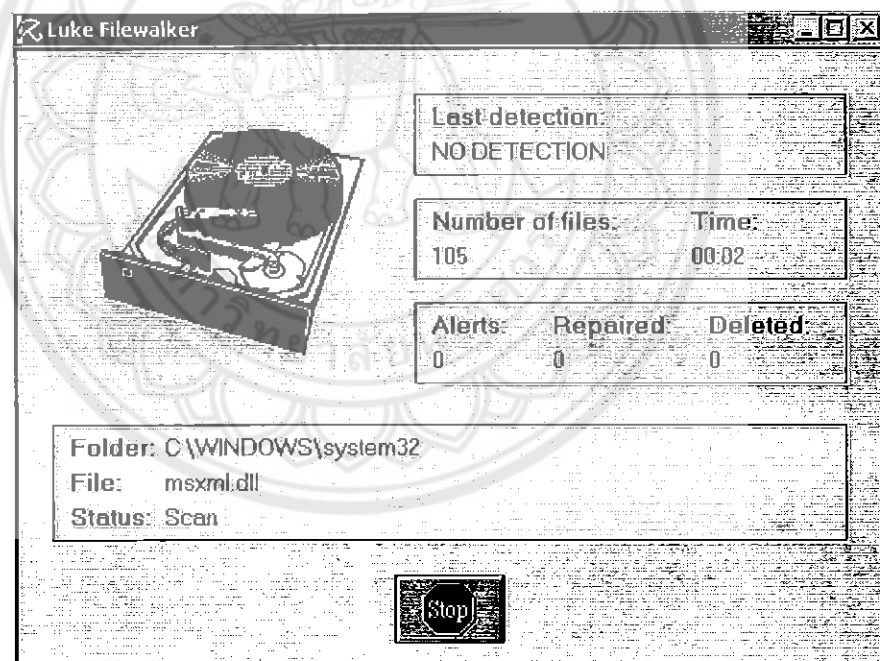 Luke Filewalker
Last detection:
NO DETECTION
Number of files: Time:
105 00:02
Alerts: Repaired: Deleted:
0 0 0
Folder: C:\WINDOWS\system32
File: msxml.dll
Status: Scan
Stop